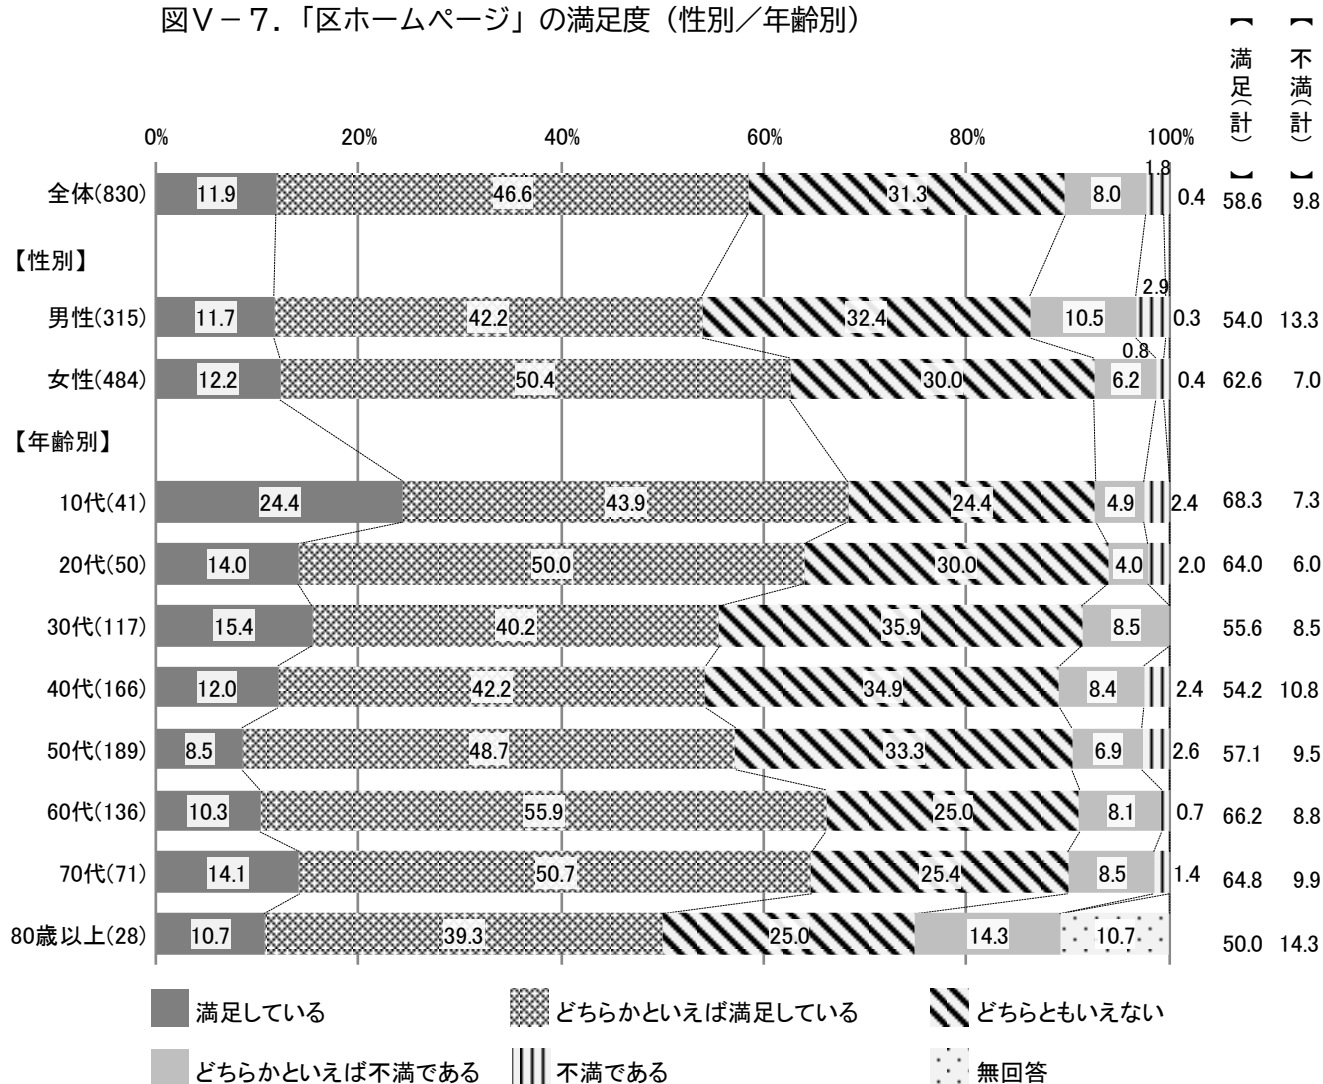 図Ⅴ－７．「区ホームページ」の満足度（性別／年齢別）
【満足(計)】 【不満(計)】
0% 20% 40% 60% 80% 100%
全体(830) 11.9 46.6 31.3 8.0 1.8 0.4 58.6 9.8
【性別】
男性(315) 11.7 42.2 32.4 10.5 2.9 0.3 54.0 13.3
女性(484) 12.2 50.4 30.0 6.2 0.8 0.4 62.6 7.0
【年齢別】
10代(41) 24.4 43.9 24.4 4.9 2.4 68.3 7.3
20代(50) 14.0 50.0 30.0 4.0 2.0 64.0 6.0
30代(117) 15.4 40.2 35.9 8.5 55.6 8.5
40代(166) 12.0 42.2 34.9 8.4 2.4 54.2 10.8
50代(189) 8.5 48.7 33.3 6.9 2.6 57.1 9.5
60代(136) 10.3 55.9 25.0 8.1 0.7 66.2 8.8
70代(71) 14.1 50.7 25.4 8.5 1.4 64.8 9.9
80歳以上(28) 10.7 39.3 25.0 14.3 10.7 50.0 14.3
満足している どちらかといえば満足している どちらともいえない
どちらかといえば不満である 不満である 無回答